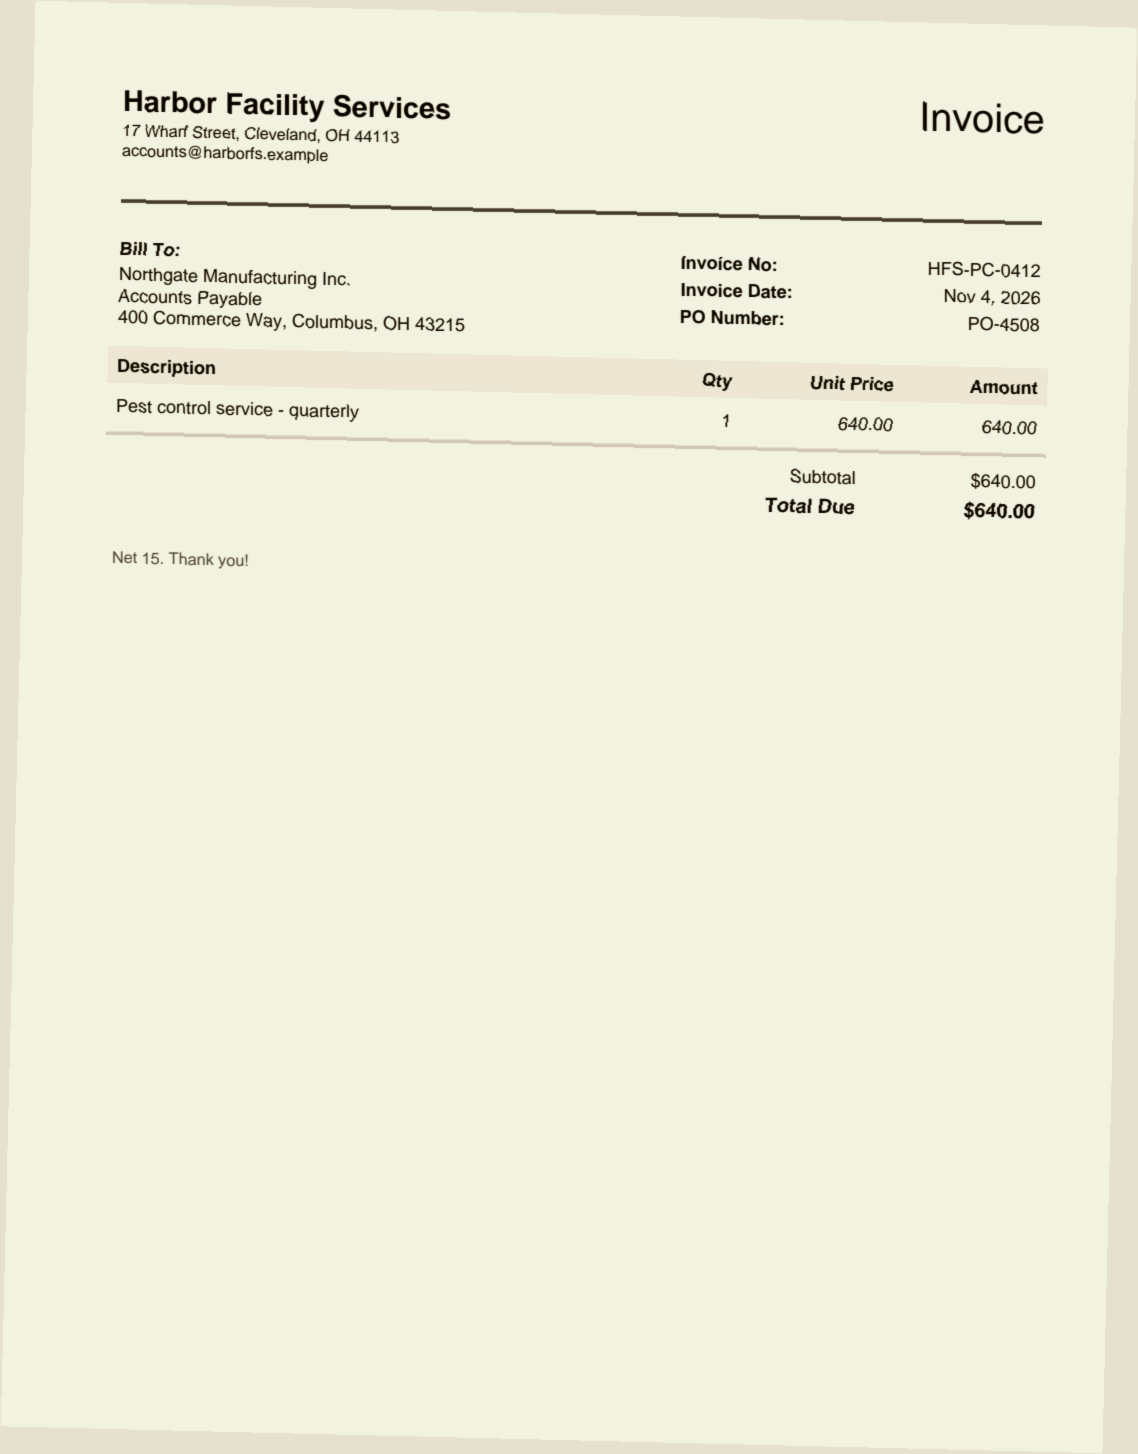 Harbor Facility Services
Invoice
17 Wharf Street, Cleveland, OH 44113
accounts@harborfs.example
Bill To:
Northgate Manufacturing Inc.
Accounts Payable
400 Commerce Way, Columbus, OH 43215
Invoice No: HFS-PC-0412
Invoice Date: Nov 4, 2026
PO Number: PO-4508
Description Qty Unit Price Amount
Pest control service - quarterly 1 640.00 640.00
Subtotal $640.00
Total Due $640.00
Net 15. Thank you!